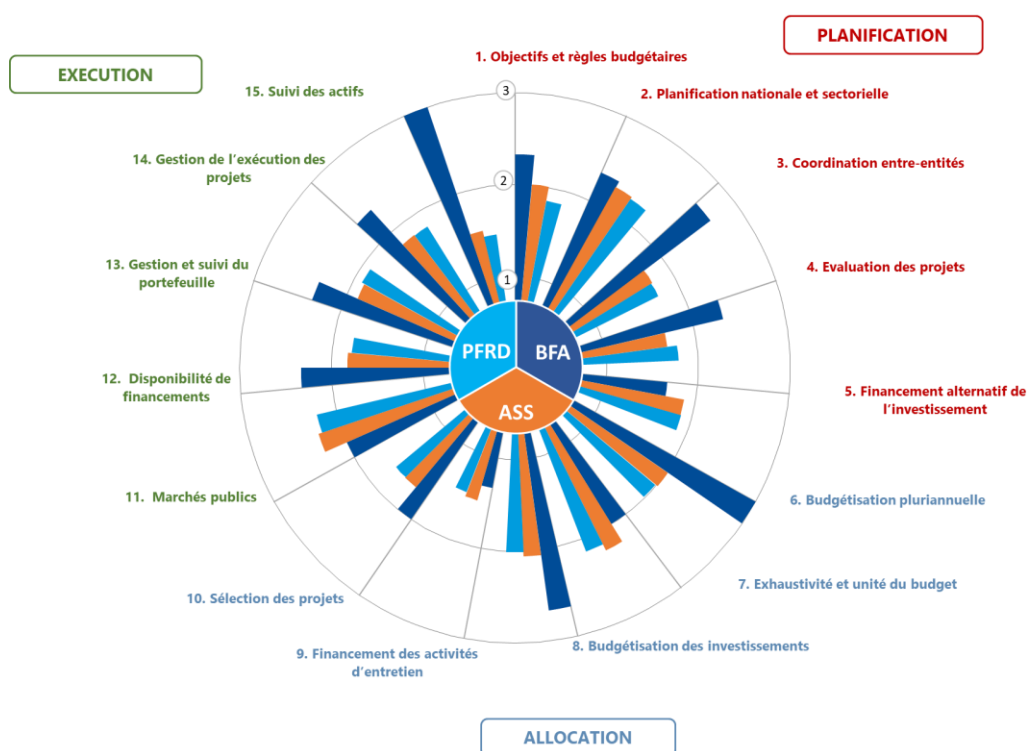 PLANIFICATION
1. Objectifs et règles budgétaires
2. Planification nationale et sectorielle
3. Coordination entre-entités
4. Evaluation des projets
5. Financement alternatif de
l'investissement
6. Budgétisation pluriannuelle
7. Exhaustivité et unité du budget
8. Budgétisation des investissements
9. Financement des activités
d'entretien
10. Sélection des projets
ALLOCATION
11. Marchés publics
12. Disponibilité de
financements
13. Gestion et suivi du
portefeuille
14. Gestion de l'exécution des
projets
15. Suivi des actifs
EXECUTION
3
2
1
PFRD
BFA
ASS